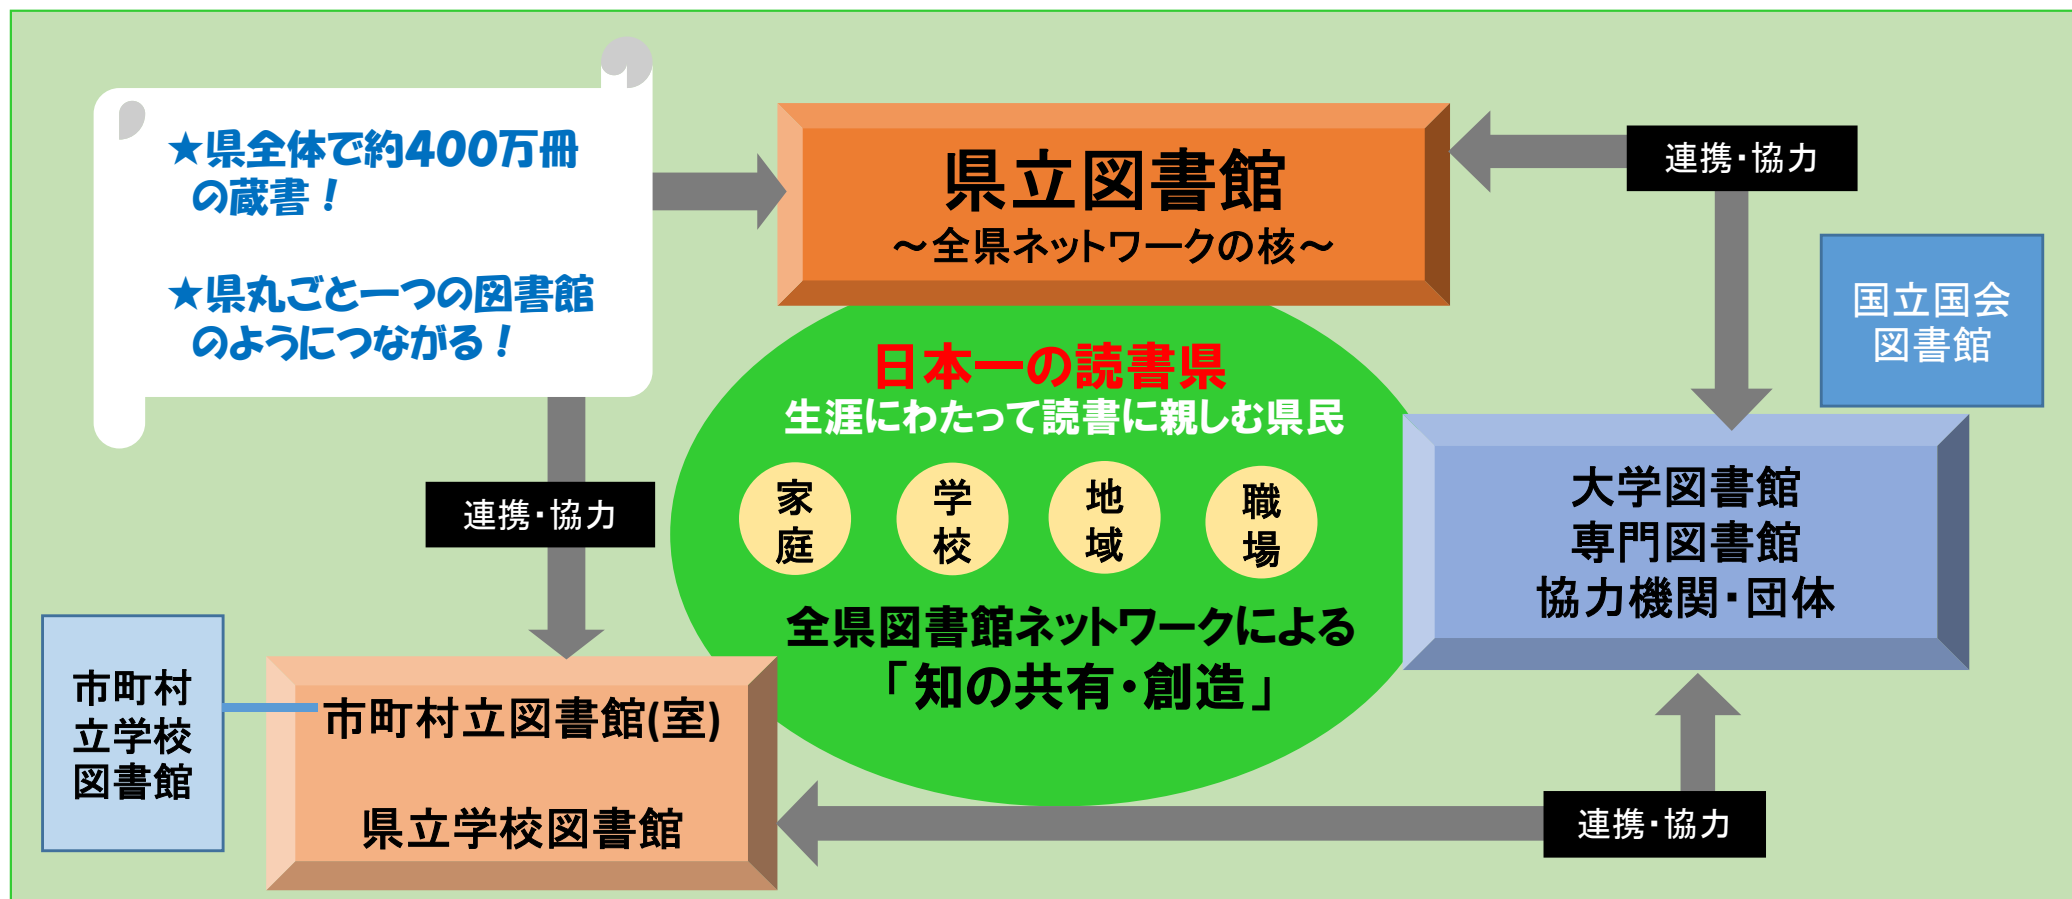 ★県全体で約400万冊
の蔵書！
★県丸ごと一つの図書館
のようにつながる！
県立図書館
～全県ネットワークの核～
連携・協力
国立国会
図書館
日本一の読書県
生涯にわたって読書に親しむ県民
家庭
学校
地域
職場
全県図書館ネットワークによる
「知の共有・創造」
大学図書館
専門図書館
協力機関・団体
連携・協力
市町村
立学校
図書館
市町村立図書館(室)
県立学校図書館
連携・協力